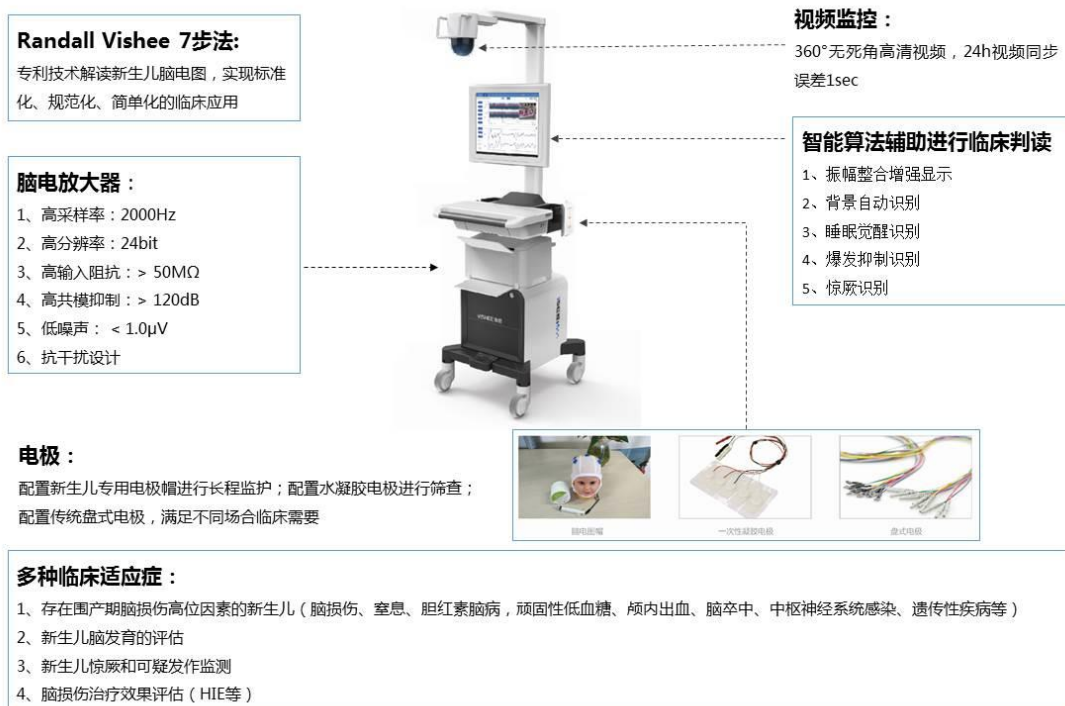 Randall Vishee 7步法:
专利技术解读新生儿脑电图，实现标准
化、规范化、简单化的临床应用
视频监控：
360°无死角高清视频，24h视频同步
误差1sec
智能算法辅助进行临床判读
1、振幅整合增强显示
2、背景自动识别
3、睡眠觉醒识别
4、爆发抑制识别
5、惊厥识别
脑电放大器：
1、高采样率：2000Hz
2、高分辨率：24bit
3、高输入阻抗：> 50MΩ
4、高共模抑制：> 120dB
5、低噪声： < 1.0μV
6、抗干扰设计
VISHEE
电极：
配置新生儿专用电极帽进行长程监护；配置水凝胶电极进行筛查；
配置传统盘式电极，满足不同场合临床需要
脑电图帽
一次性凝胶电极
盘式电极
多种临床适应症：
1、存在围产期脑损伤高位因素的新生儿（脑损伤、窒息、胆红素脑病，顽固性低血糖、颅内出血、脑卒中、中枢神经系统感染、遗传性疾病等）
2、新生儿脑发育的评估
3、新生儿惊厥和可疑发作监测
4、脑损伤治疗效果评估（HIE等）